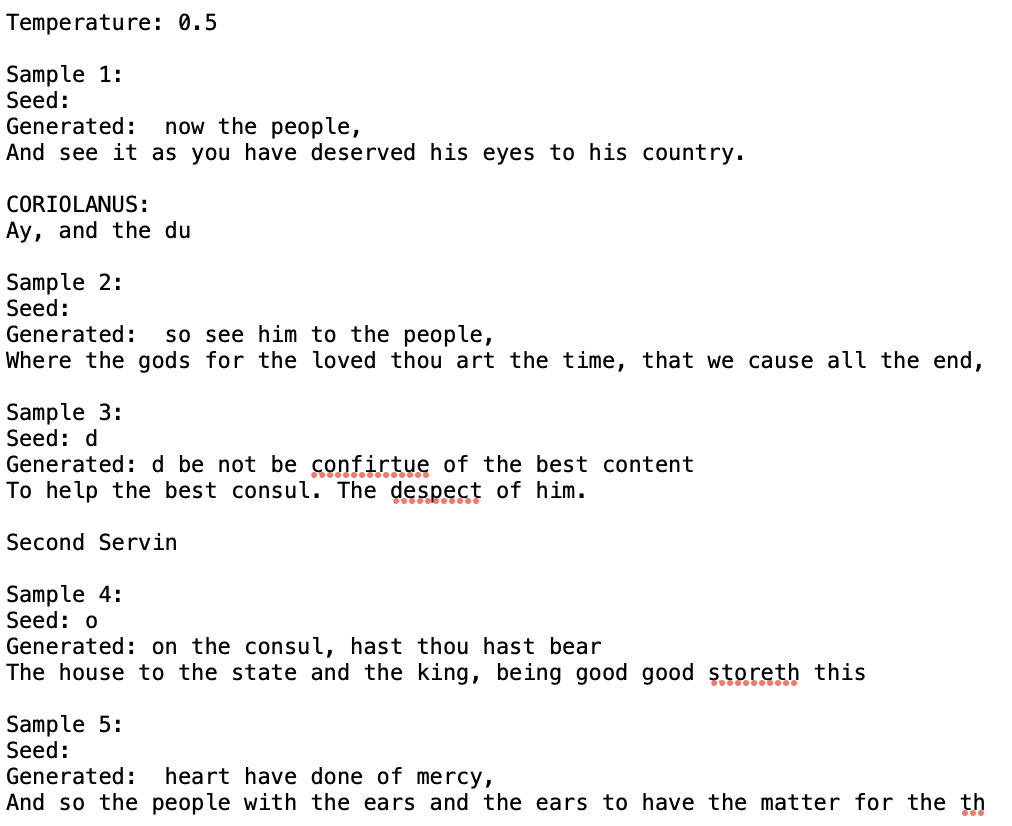 Temperature: 0.5
Sample 1:
Seed:
Generated:  now the people,
And see it as you have deserved his eyes to his country.
CORIOLANUS:
Ay, and the du
Sample 2:
Seed:
Generated:  so see him to the people,
Where the gods for the loved thou art the time, that we cause all the end,
Sample 3:
Seed: d
Generated: d be not be confirtue of the best content
To help the best consul. The despect of him.
Second Servin
Sample 4:
Seed: o
Generated: on the consul, hast thou hast bear
The house to the state and the king, being good good storeth this
Sample 5:
Seed:
Generated:  heart have done of mercy,
And so the people with the ears and the ears to have the matter for the th